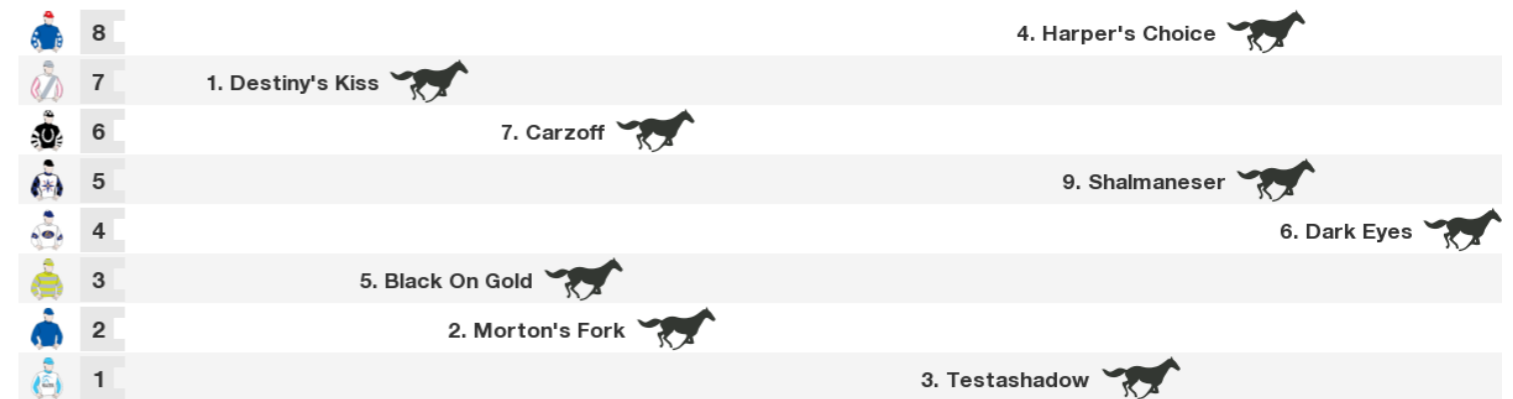 8 4. Harper's Choice
7 1. Destiny's Kiss
6 7. Carzoff
5 9. Shalmaneser
4 6. Dark Eyes
3 5. Black On Gold
2 2. Morton's Fork
1 3. Testashadow